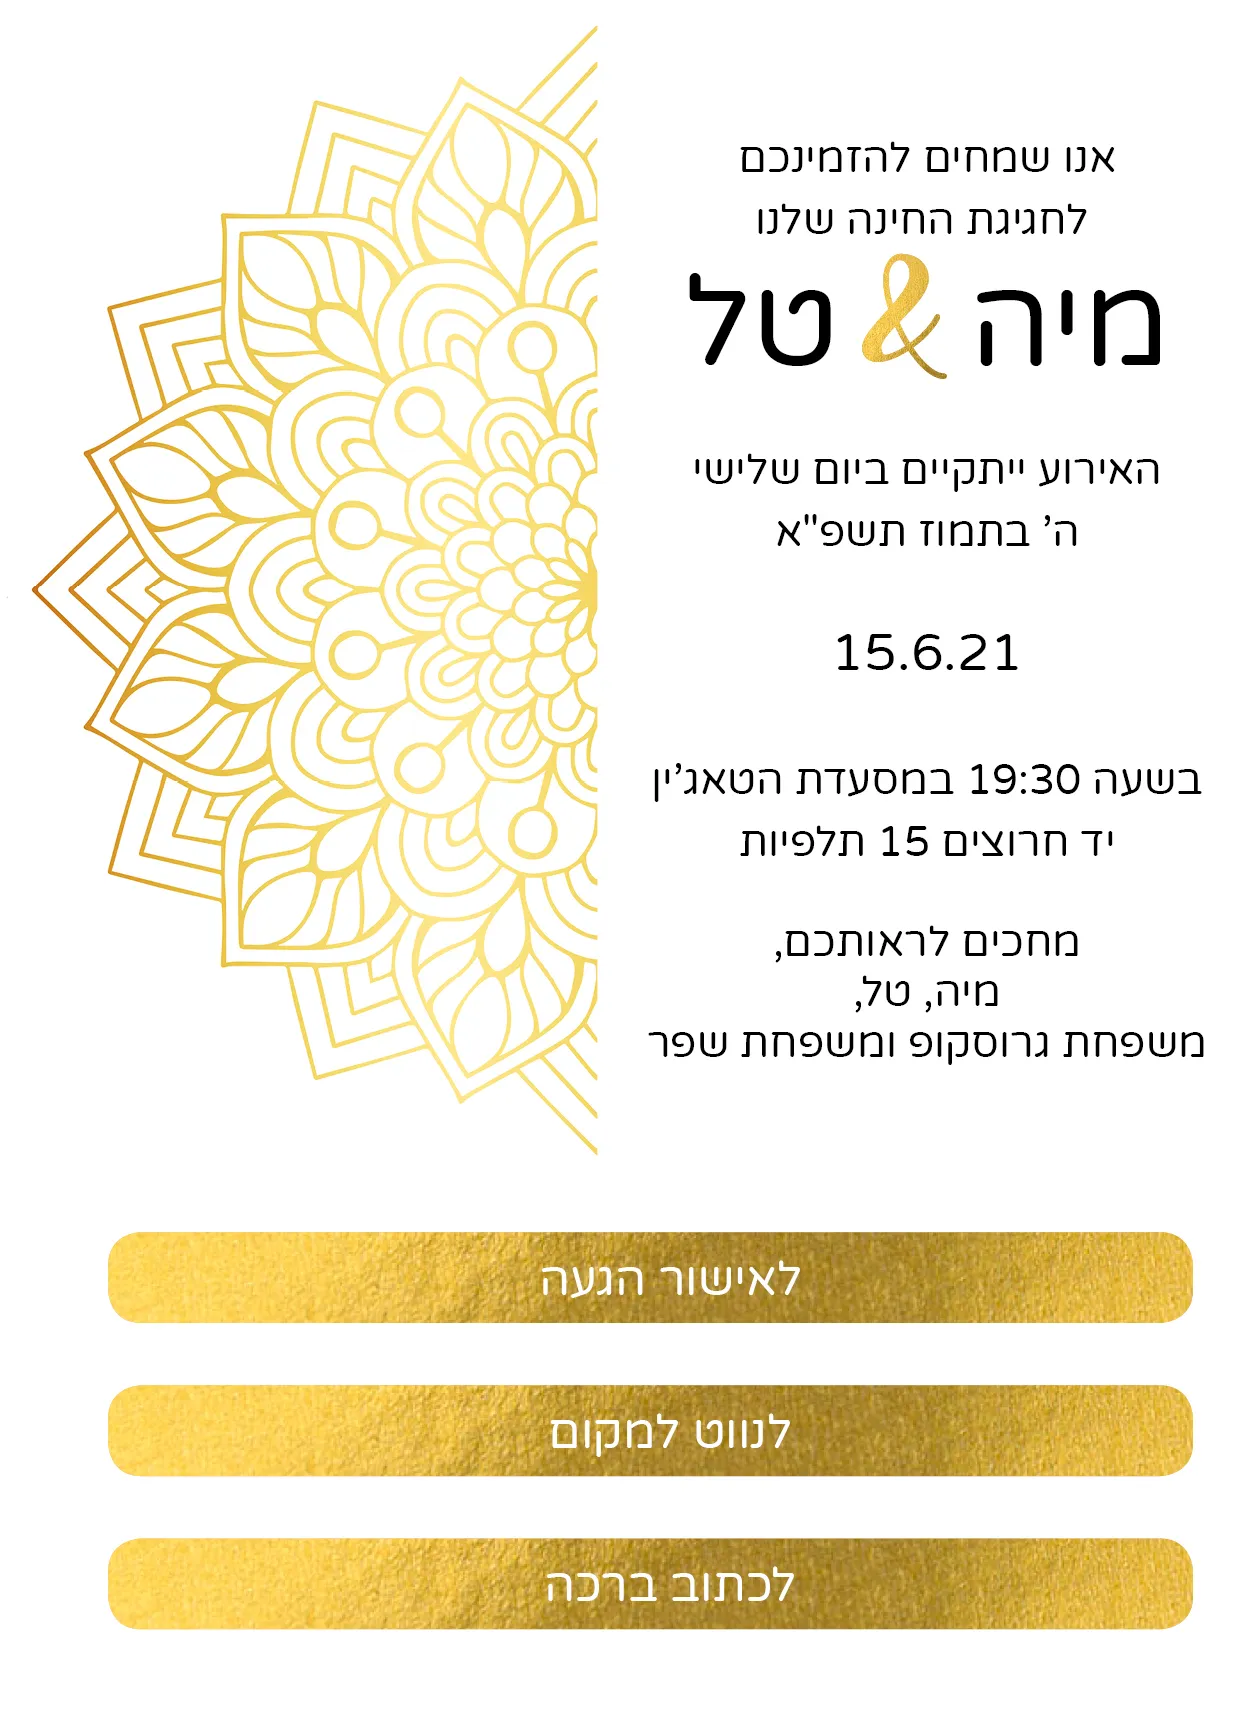 אנו שמחים להזמינכם
לחגיגת החינה שלנו
מיה & טל
האירוע ייתקיים ביום שלישי
ה' בתמוז תשפ"א
15.6.21
בשעה 19:30 במסעדת הטאג'ין
יד חרוצים 15 תלפיות
מחכים לראותכם,
מיה, טל,
משפחת גרוסקופ ומשפחת שפר
לאישור הגעה
לנווט למקום
לכתוב ברכה